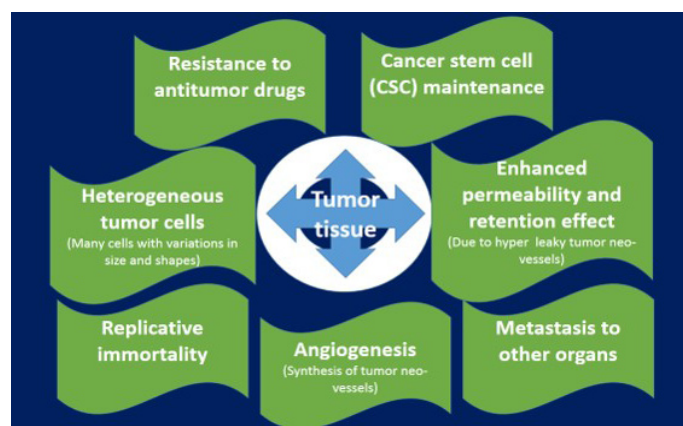 Resistance to
antitumor drugs
Cancer stem cell
(CSC) maintenance
Heterogeneous
tumor cells
(Many cells with variations in
size and shapes)
Tumor
tissue
Enhanced
permeability and
retention effect
(Due to hyper leaky tumor neo-
vessels)
Replicative
immortality
Angiogenesis
(Synthesis of tumor neo-
vessels)
Metastasis to
other organs